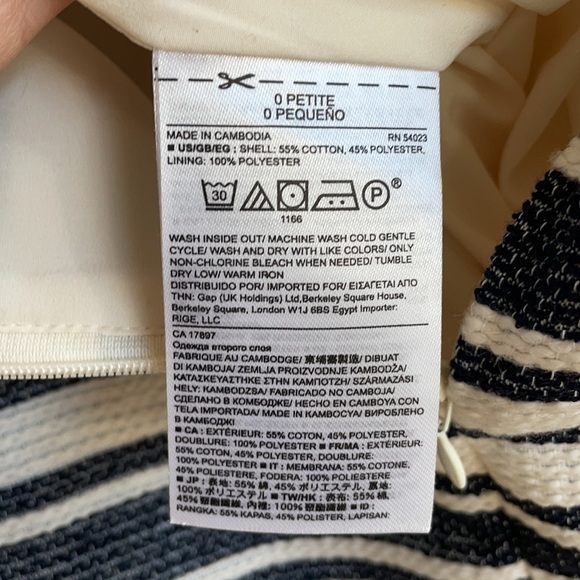 0 PETITE
0 PEQUEÑO
MADE IN CAMBODIA RN 54023
■ US/GB/EG : SHELL: 55% COTTON, 45% POLYESTER,
LINING: 100% POLYESTER
30 P®
1166
WASH INSIDE OUT/ MACHINE WASH COLD GENTLE
CYCLE/ WASH AND DRY WITH LIKE COLORS/ ONLY
NON-CHLORINE BLEACH WHEN NEEDED/ TUMBLE
DRY LOW/ WARM IRON
DISTRIBUIDO POR/IMPORTED FOR/ ΕΙΣΑΓΕΤΑΙ ΑΠΟ
ΤΗΝ: Gap (UK Holdings) Ltd,Berkeley Square House,
Berkeley Square, London W1J 6BS Egypt Importer:
RIGE, LLC
CA 17897
Одежда второго слоя
FABRIQUÉ AU CAMBODGE/ 柬埔寨製造/ DIBUAT
DI KAMBOJA/ ZEMLJA PROIZVODNJE KAMBODŽA/
ΚΑΤΑΣΚΕΥΑΣΤΗΚΕ ΣΤΗΝ ΚΑΜΠΟΤΖΗ/ SZÁRMAZÁSI
HELY: KAMBODZSA/ FABRICADO NO CAMBOJA/
СДЕЛАНО В КОМБОДЖЕ/ HECHO EN CAMBOYA CON
TELA IMPORTADA/ MADE IN KAMBOCYA/ ВИРОБЛЕНО
В КАМБОДЖІ
■ CA : EXTÉRIEUR: 55% COTON, 45% POLYESTER,
DOUBLURE: 100% POLYESTER ■ FR/MA : EXTÉRIEUR:
55% COTON, 45% POLYESTER, DOUBLURE:
100% POLYESTER ■ IT : MEMBRANA: 55% COTONE,
45% POLIESTERE, FODERA: 100% POLIESTERE
■ JP : 表地: 55% 綿, 45% ポリエステル, 裏地:
100% ポリエステル ■ TW/HK : 表布: 55% 綿,
45% 聚酯纖維, 內裡: 100% 聚酯纖維 ■ ID :
RANGKA: 55% KAPAS, 45% POLISTER, LAPISAN: